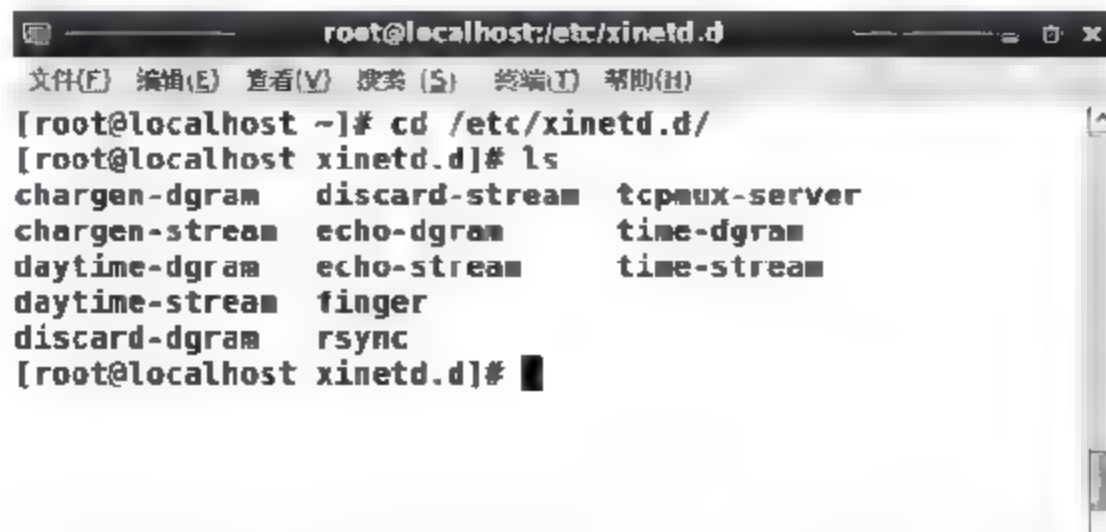 root@localhost:/etc/xinetd.d
文件(F) 编辑(E) 查看(V) 搜索 (S) 终端(T) 帮助(H)
[root@localhost ~]# cd /etc/xinetd.d/
[root@localhost xinetd.d]# ls
chargen-dgram discard-stream tcpmux-server
chargen-stream echo-dgram time-dgram
daytime-dgram echo-stream time-stream
daytime-stream finger
discard-dgram rsync
[root@localhost xinetd.d]#